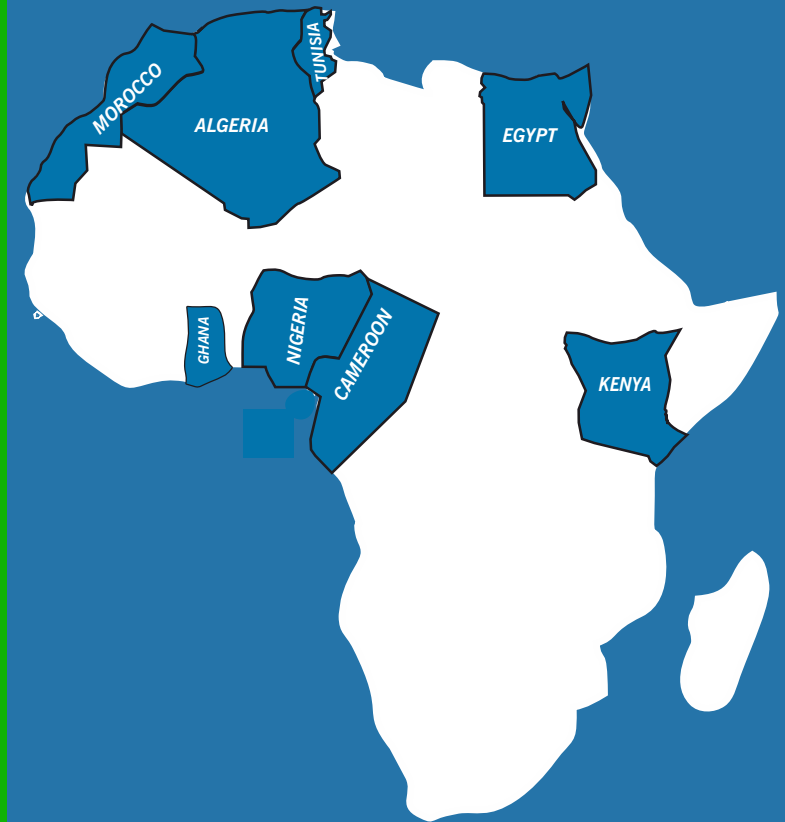 TUNISIA
MOROCCO
ALGERIA
EGYPT
GHANA
NIGERIA
CAMEROON
KENYA